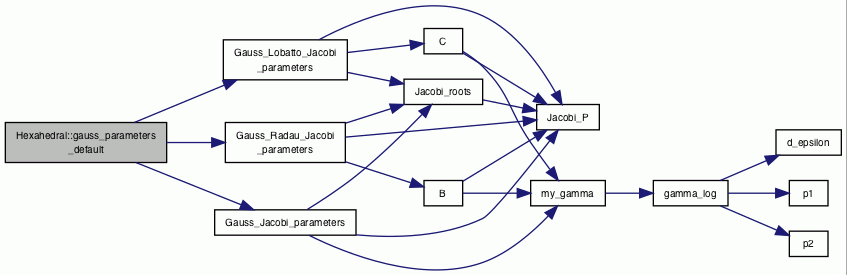 Hexahedral::gauss_parameters
_default
Gauss_Lobatto_Jacobi
_parameters
Gauss_Radau_Jacobi
_parameters
Gauss_Jacobi_parameters
C
Jacobi_roots
B
Jacobi_P
my_gamma
gamma_log
d_epsilon
p1
p2